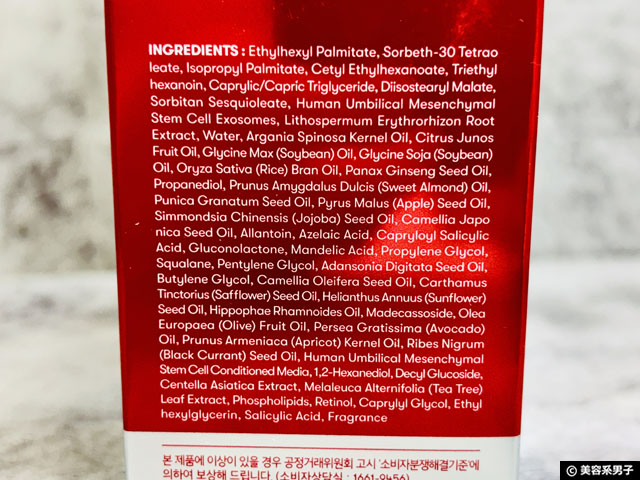 INGREDIENTS : Ethylhexyl Palmitate, Sorbeth-30 Tetrao
leate, Isopropyl Palmitate, Cetyl Ethylhexanoate, Triethyl
hexanoin, Caprylic/Capric Triglyceride, Diisostearyl Malate,
Sorbitan Sesquioleate, Human Umbilical Mesenchymal
Stem Cell Exosomes, Lithospermum Erythrorhizon Root
Extract, Water, Argania Spinosa Kernel Oil, Citrus Junos
Fruit Oil, Glycine Max (Soybean) Oil, Glycine Soja (Soybean)
Oil, Oryza Sativa (Rice) Bran Oil, Panax Ginseng Seed Oil,
Propanediol, Prunus Amygdalus Dulcis (Sweet Almond) Oil,
Punica Granatum Seed Oil, Pyrus Malus (Apple) Seed Oil,
Simmondsia Chinensis (Jojoba) Seed Oil, Camellia Japo
nica Seed Oil, Allantoin, Azelaic Acid, Capryloyl Salicylic
Acid, Gluconolactone, Mandelic Acid, Propylene Glycol,
Squalane, Pentylene Glycol, Adansonia Digitata Seed Oil,
Butylene Glycol, Camellia Oleifera Seed Oil, Carthamus
Tinctorius (Safflower) Seed Oil, Helianthus Annuus (Sunflower)
Seed Oil, Hippophae Rhamnoides Oil, Madecassoside, Olea
Europaea (Olive) Fruit Oil, Persea Gratissima (Avocado)
Oil, Prunus Armeniaca (Apricot) Kernel Oil, Ribes Nigrum
(Black Currant) Seed Oil, Human Umbilical Mesenchymal
Stem Cell Conditioned Media, 1,2-Hexanediol, Decyl Glucoside,
Centella Asiatica Extract, Melaleuca Alternifolia (Tea Tree)
Leaf Extract, Phospholipids, Retinol, Caprylyl Glycol, Ethyl
hexylglycerin, Salicylic Acid, Fragrance
본 제품에 이상이 있을 경우 공정거래위원회 고시 '소비자분쟁해결기준'에
의하여 보상해 드립니다. (소비자상담실 : 1661-9456)
© 美容系男子